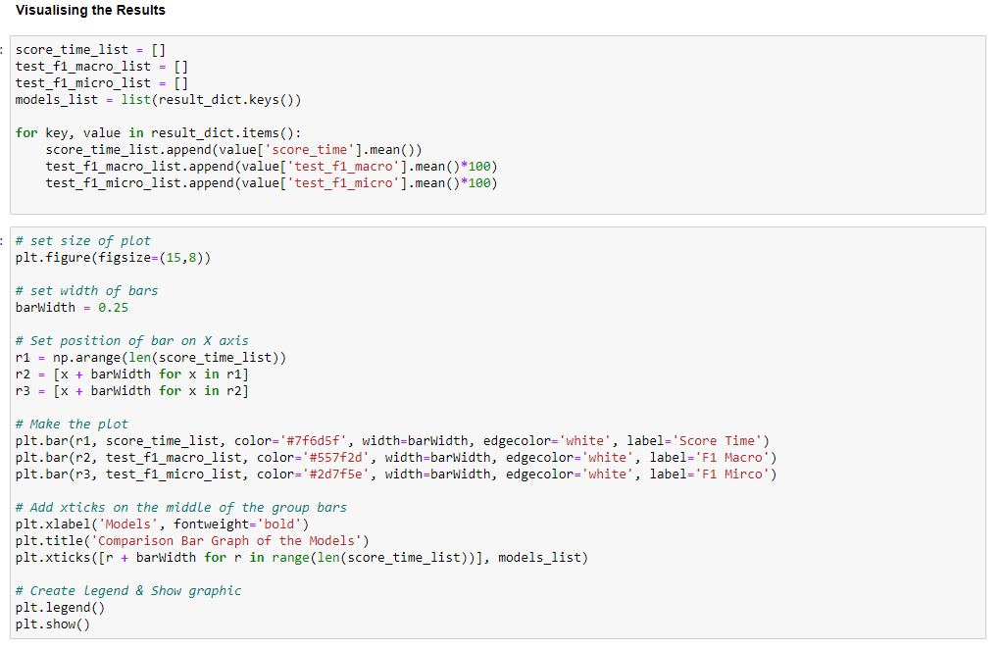 Visualising the Results
:
score_time_list = []
test_f1_macro_list = []
test_f1_micro_list = []
models_list = list(result_dict.keys())
for key, value in result_dict.items():
    score_time_list.append(value['score_time'].mean())
    test_f1_macro_list.append(value['test_f1_macro'].mean()*100)
    test_f1_micro_list.append(value['test_f1_micro'].mean()*100)
:
# set size of plot
plt.figure(figsize=(15,8))
# set width of bars
barWidth = 0.25
# Set position of bar on X axis
r1 = np.arange(len(score_time_list))
r2 = [x + barWidth for x in r1]
r3 = [x + barWidth for x in r2]
# Make the plot
plt.bar(r1, score_time_list, color='#7f6d5f', width=barWidth, edgecolor='white', label='Score Time')
plt.bar(r2, test_f1_macro_list, color='#557f2d', width=barWidth, edgecolor='white', label='F1 Macro')
plt.bar(r3, test_f1_micro_list, color='#2d7f5e', width=barWidth, edgecolor='white', label='F1 Mirco')
# Add xticks on the middle of the group bars
plt.xlabel('Models', fontweight='bold')
plt.title('Comparison Bar Graph of the Models')
plt.xticks([r + barWidth for r in range(len(score_time_list))], models_list)
# Create legend & Show graphic
plt.legend()
plt.show()